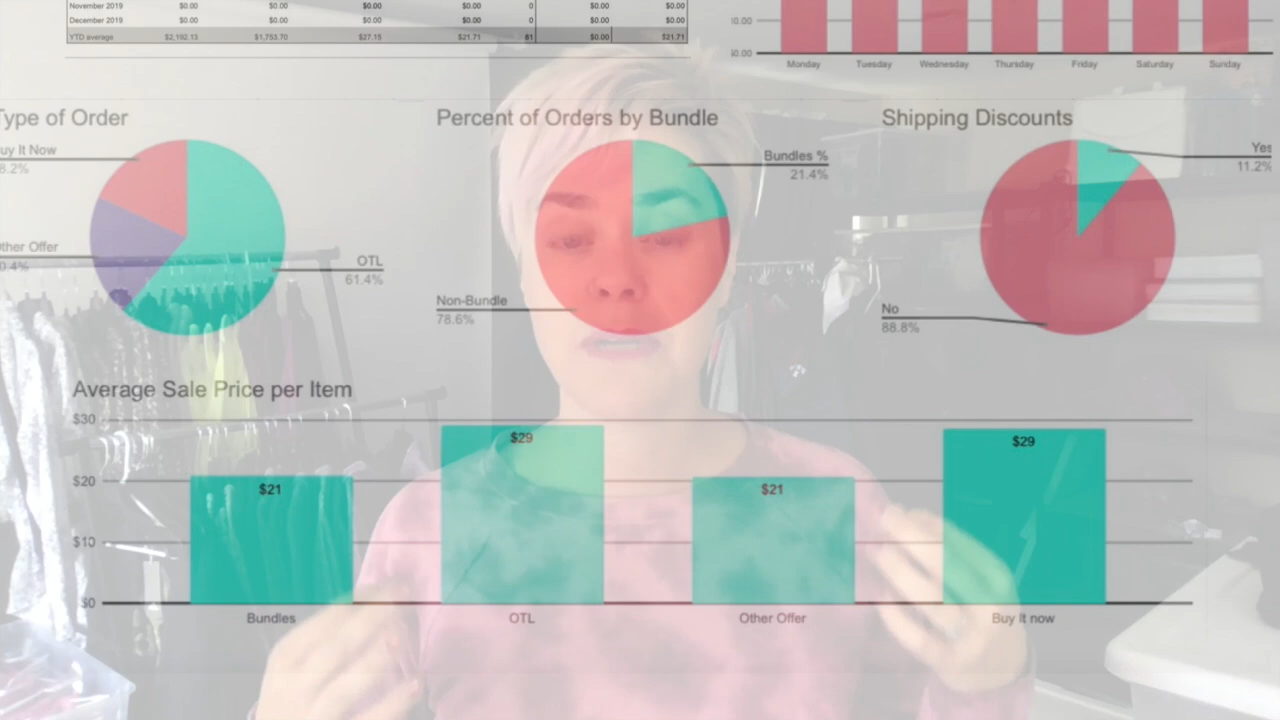 November 2019 $0.00 $0.00 $0.00 $0.00 0 $0.00 $0.00
December 2019 $0.00 $0.00 $0.00 $0.00 0 $0.00 $0.00
YTD average $2,192.13 $1,753.70 $27.15 $21.71 81 $0.00 $21.71
$0.00
Monday Tuesday Wednesday Thursday Friday Saturday Sunday
Type of Order
Buy It Now
8.2%
Other Offer
0.4%
OTL
61.4%
Percent of Orders by Bundle
Bundles %
21.4%
Non-Bundle
78.6%
Shipping Discounts
Yes
11.2%
No
88.8%
Average Sale Price per Item
$30
$20
$10
$0
$21
$29
$21
$29
Bundles OTL Other Offer Buy It now